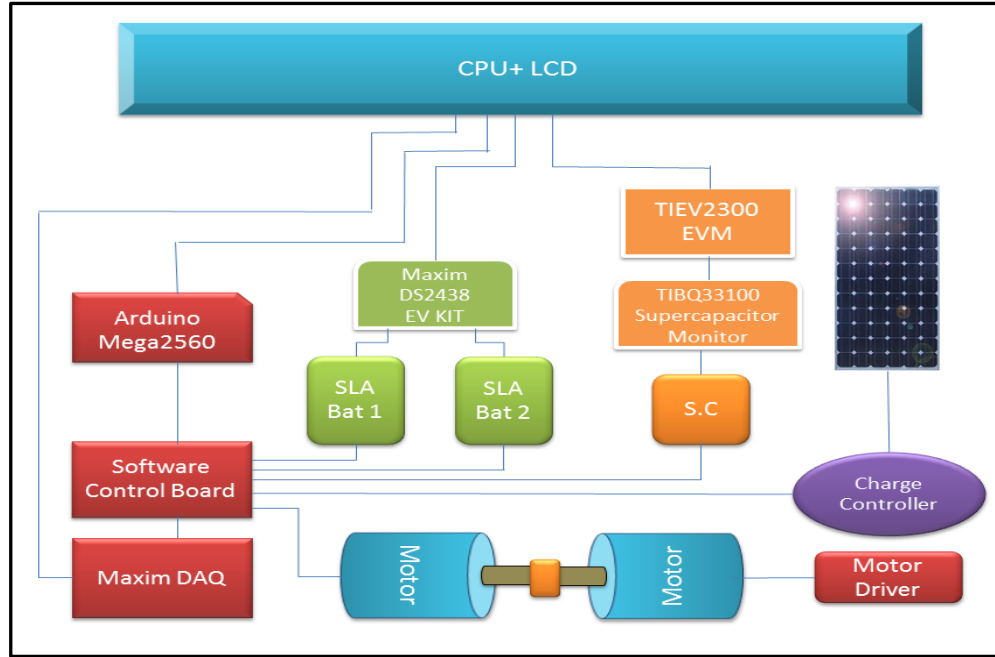 CPU+ LCD
TIEV2300
EVM
Maxim
DS2438
EV KIT
TIBQ33100
Supercapacitor
Monitor
Arduino
Mega2560
SLA
Bat 1
SLA
Bat 2
S.C
Software
Control Board
Charge
Controller
Maxim DAQ
Motor
Motor
Motor
Driver